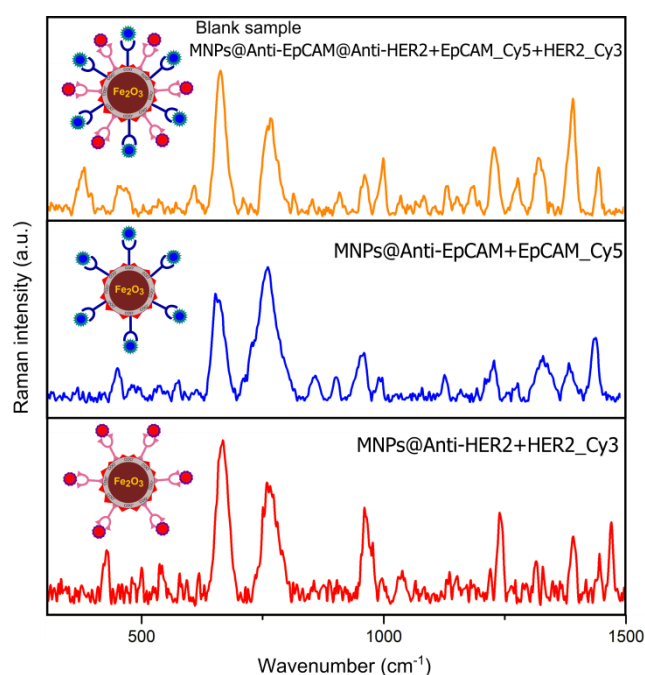 Blank sample
MNPs@Anti-EpCAM@Anti-HER2+EpCAM_Cy5+HER2_Cy3
Fe₂O₃
MNPs@Anti-EpCAM+EpCAM_Cy5
Fe₂O₃
MNPs@Anti-HER2+HER2_Cy3
Fe₂O₃
Raman intensity (a.u.)
500 1000 1500
Wavenumber (cm⁻¹)